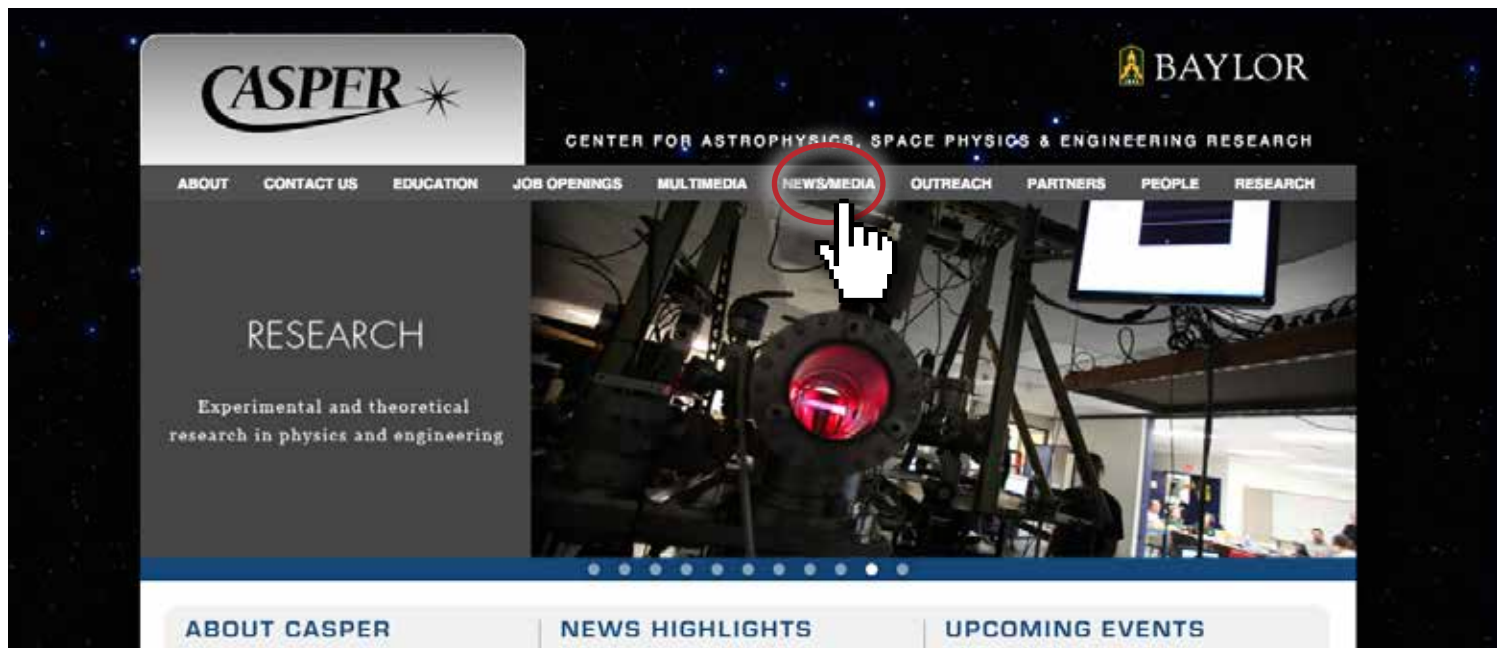 CASPER
BAYLOR
CENTER FOR ASTROPHYSICS, SPACE PHYSICS & ENGINEERING RESEARCH
ABOUT CONTACT US EDUCATION JOB OPENINGS MULTIMEDIA NEWS/MEDIA OUTREACH PARTNERS PEOPLE RESEARCH
RESEARCH
Experimental and theoretical
research in physics and engineering
ABOUT CASPER NEWS HIGHLIGHTS UPCOMING EVENTS